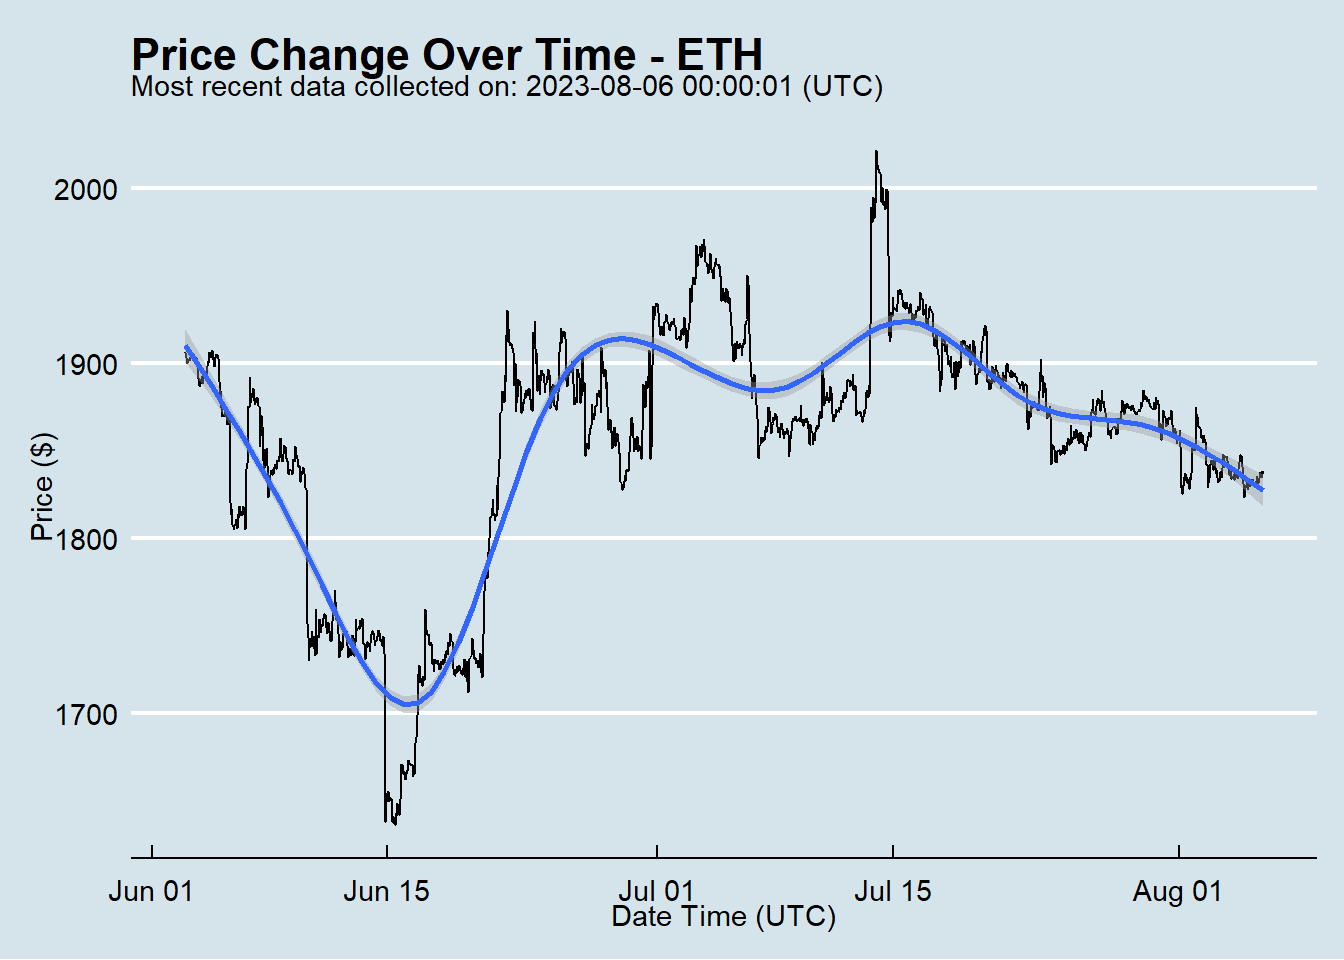 Price Change Over Time - ETH
Most recent data collected on: 2023-08-06 00:00:01 (UTC)
2000
1900
1800
1700
Price ($)
Jun 01
Jun 15
Jul 01
Jul 15
Aug 01
Date Time (UTC)